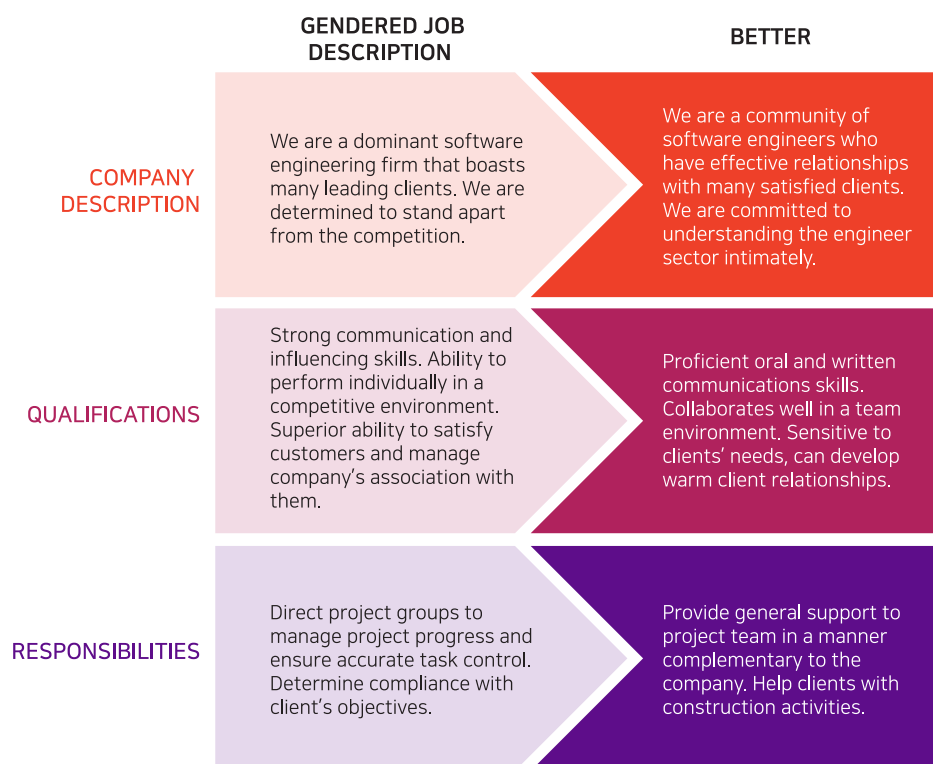 GENDERED JOB
DESCRIPTION
BETTER
COMPANY
DESCRIPTION
We are a dominant software
engineering firm that boasts
many leading clients. We are
determined to stand apart
from the competition.
We are a community of
software engineers who
have effective relationships
with many satisfied clients.
We are committed to
understanding the engineer
sector intimately.
QUALIFICATIONS
Strong communication and
influencing skills. Ability to
perform individually in a
competitive environment.
Superior ability to satisfy
customers and manage
company's association with
them.
Proficient oral and written
communications skills.
Collaborates well in a team
environment. Sensitive to
clients' needs, can develop
warm client relationships.
RESPONSIBILITIES
Direct project groups to
manage project progress and
ensure accurate task control.
Determine compliance with
client's objectives.
Provide general support to
project team in a manner
complementary to the
company. Help clients with
construction activities.